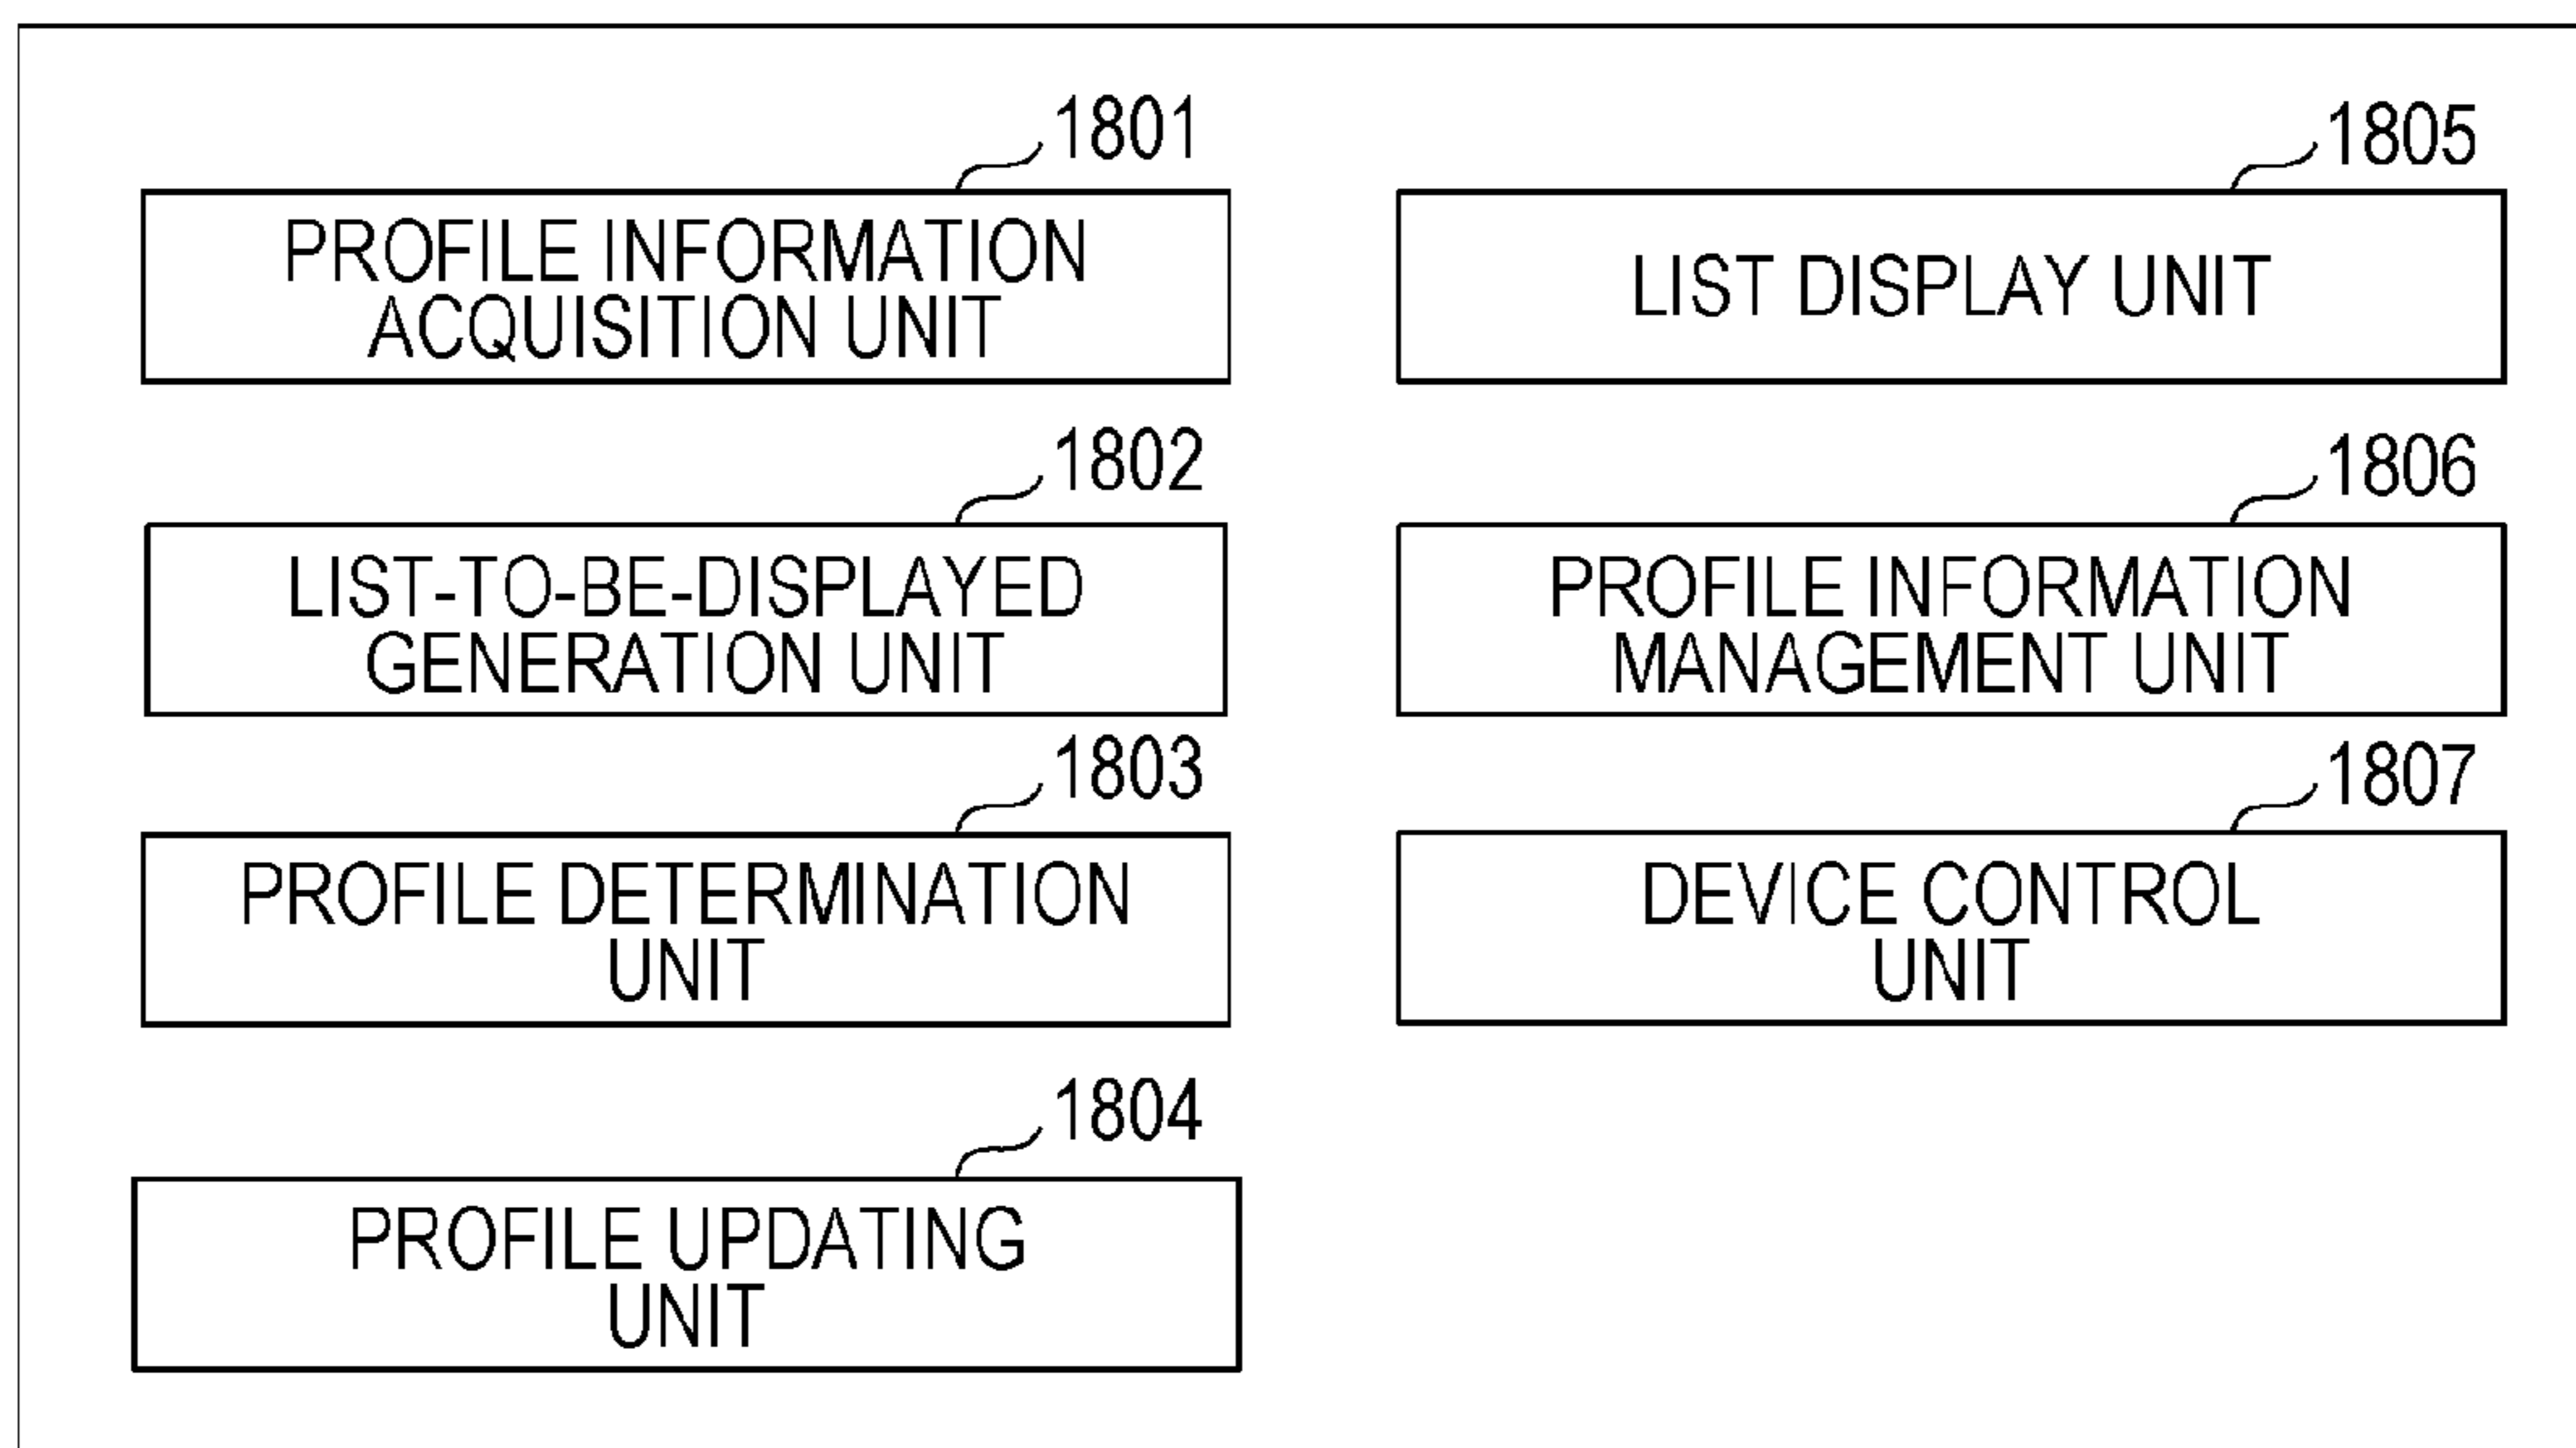 1801
PROFILE INFORMATION
ACQUISITION UNIT
1802
LIST-TO-BE-DISPLAYED
GENERATION UNIT
1803
PROFILE DETERMINATION
UNIT
1804
PROFILE UPDATING
UNIT
1805
LIST DISPLAY UNIT
1806
PROFILE INFORMATION
MANAGEMENT UNIT
1807
DEVICE CONTROL
UNIT